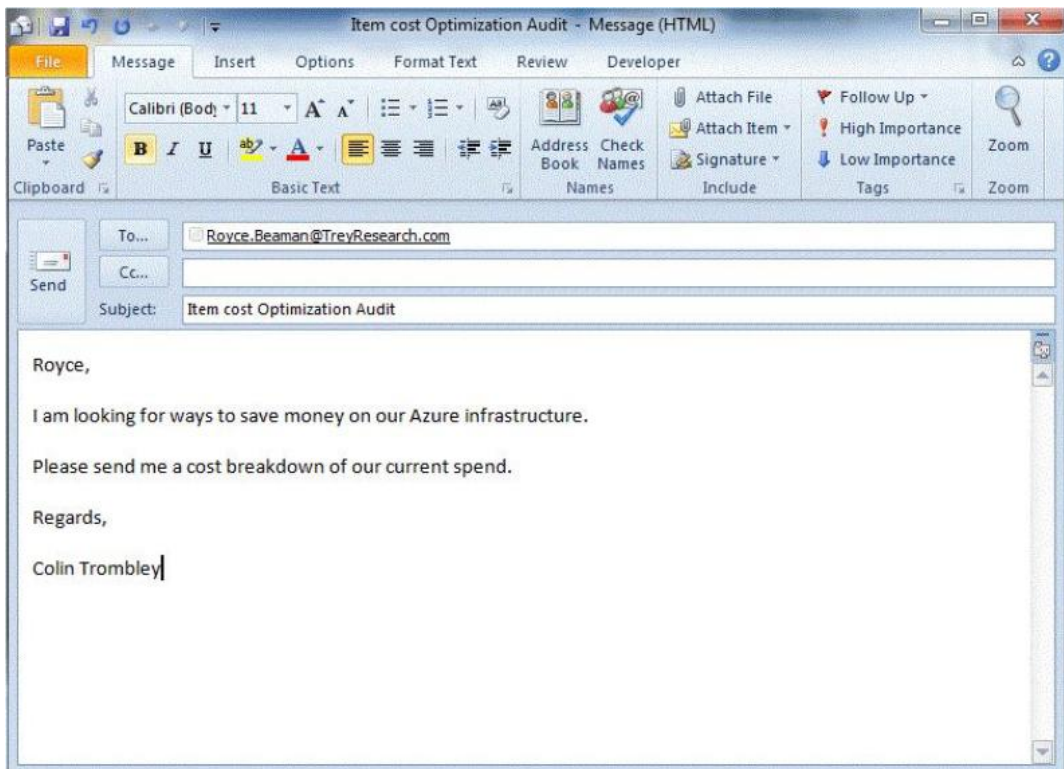 Item cost Optimization Audit - Message (HTML)
File Message Insert Options Format Text Review Developer
Calibri (Body 11 A A Attach File Follow Up
Paste B I U A Address Book Check Names Attach Item High Importance Zoom
Signature Low Importance
Clipboard Basic Text Names Include Tags Zoom
To... Royce.Beaman@TreyResearch.com
Send Cc...
Subject: Item cost Optimization Audit
Royce,
I am looking for ways to save money on our Azure infrastructure.
Please send me a cost breakdown of our current spend.
Regards,
Colin Trombley